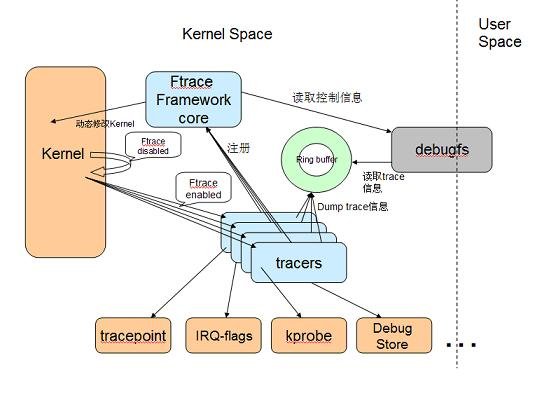 Kernel Space
User
Space
Ftrace
Framework
core
读取控制信息
动态修改Kernel
Kernel
Ftrace
disabled
注册
Ring buffer
debugfs
读取trace
信息
Ftrace
enabled
Dump trace信息
tracers
tracepoint
IRQ-flags
kprobe
Debug
Store
...